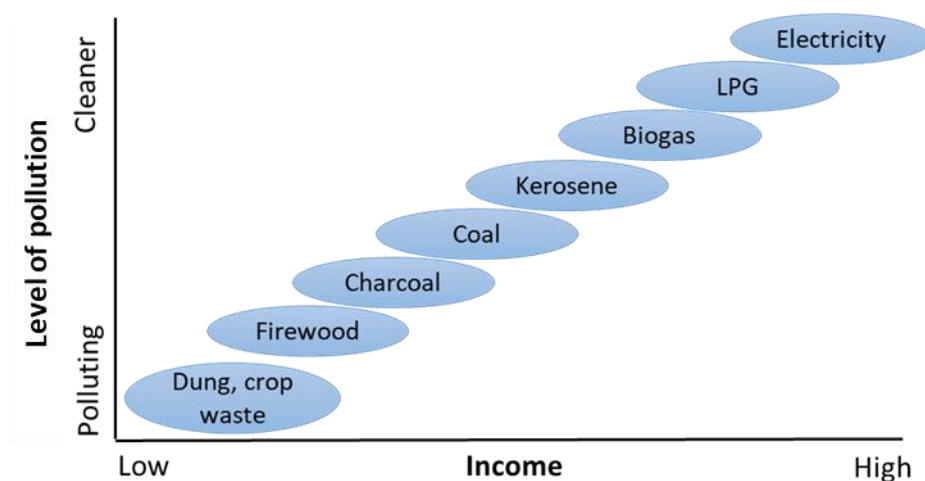 Electricity
LPG
Biogas
Kerosene
Coal
Charcoal
Firewood
Dung, crop
waste
Level of pollution
Cleaner
Polluting
Low
Income
High